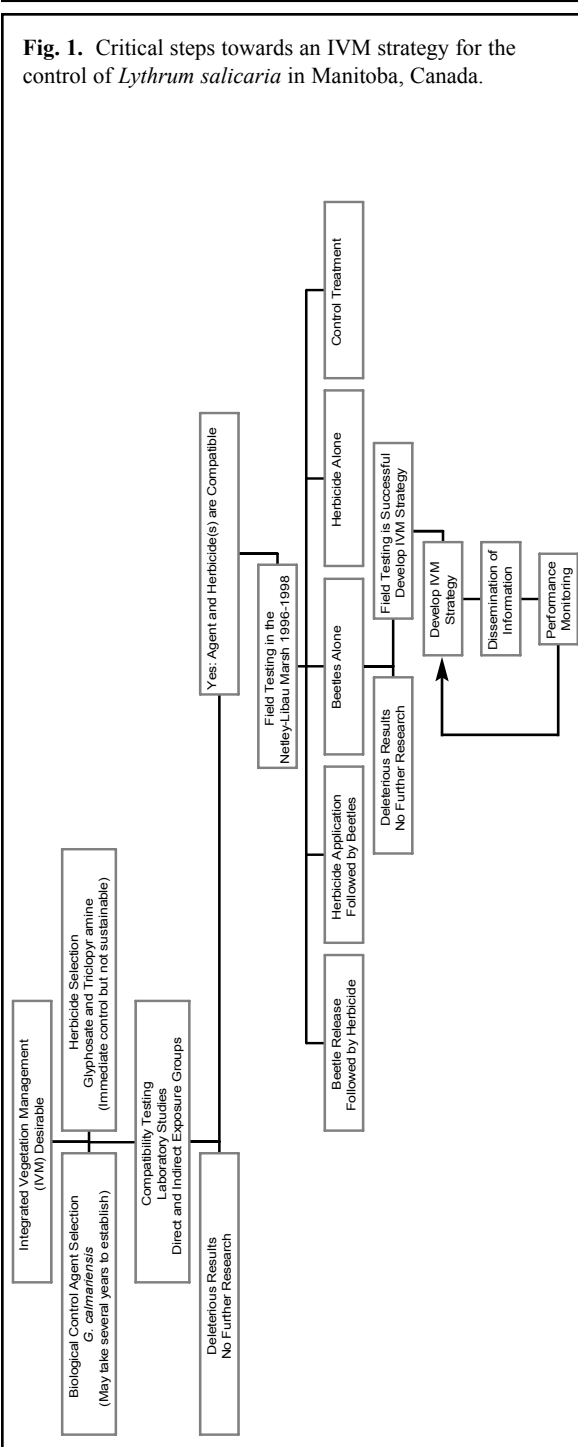 Fig. 1. Critical steps towards an IVM strategy for the
control of Lythrum salicaria in Manitoba, Canada.
Integrated Vegetation Management
(IVM) Desirable
Biological Control Agent Selection
G. calmariensis
(May take several years to establish)
Herbicide Selection
Glyphosate and Triclopyr amine
(Immediate control but not sustainable)
Compatibility Testing
Laboratory Studies
Direct and Indirect Exposure Groups
Deleterious Results
No Further Research
Yes: Agent and Herbicide(s) are Compatible
Field Testing in the
Netley-Libau Marsh 1996-1998
Beetle Release
Followed by Herbicide
Herbicide Application
Followed by Beetles
Beetles Alone
Herbicide Alone
Control Treatment
Deleterious Results
No Further Research
Field Testing is Successful
Develop IVM Strategy
Develop IVM
Strategy
Dissemination of
Information
Performance
Monitoring